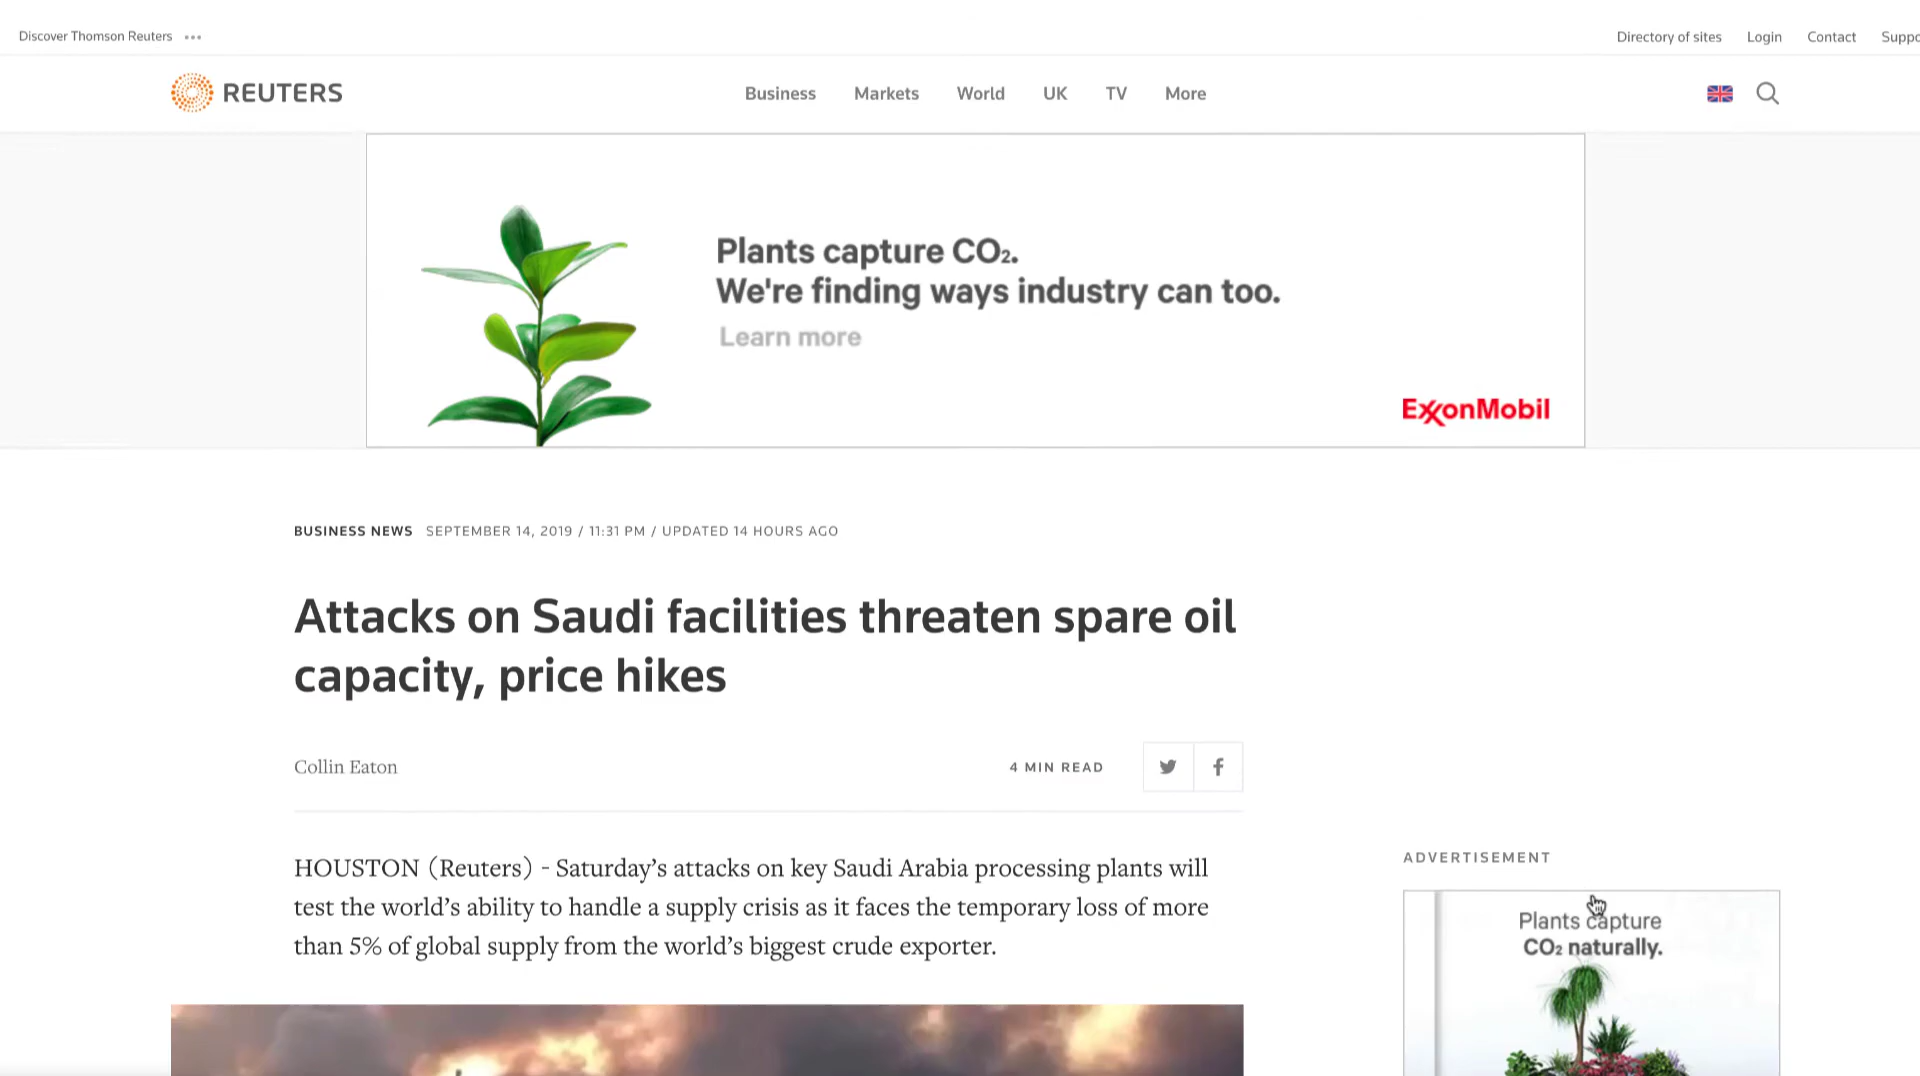 Discover Thomson Reuters
Directory of sites Login Contact
REUTERS
Business Markets World UK TV More
Plants capture CO₂.
We're finding ways industry can too.
Learn more
ExxonMobil
BUSINESS NEWS SEPTEMBER 14, 2019 / 11:31 PM / UPDATED 14 HOURS AGO
Attacks on Saudi facilities threaten spare oil
capacity, price hikes
Collin Eaton
4 MIN READ
HOUSTON (Reuters) - Saturday’s attacks on key Saudi Arabia processing plants will
test the world’s ability to handle a supply crisis as it faces the temporary loss of more
than 5% of global supply from the world’s biggest crude exporter.
ADVERTISEMENT
Plants capture
CO₂ naturally.